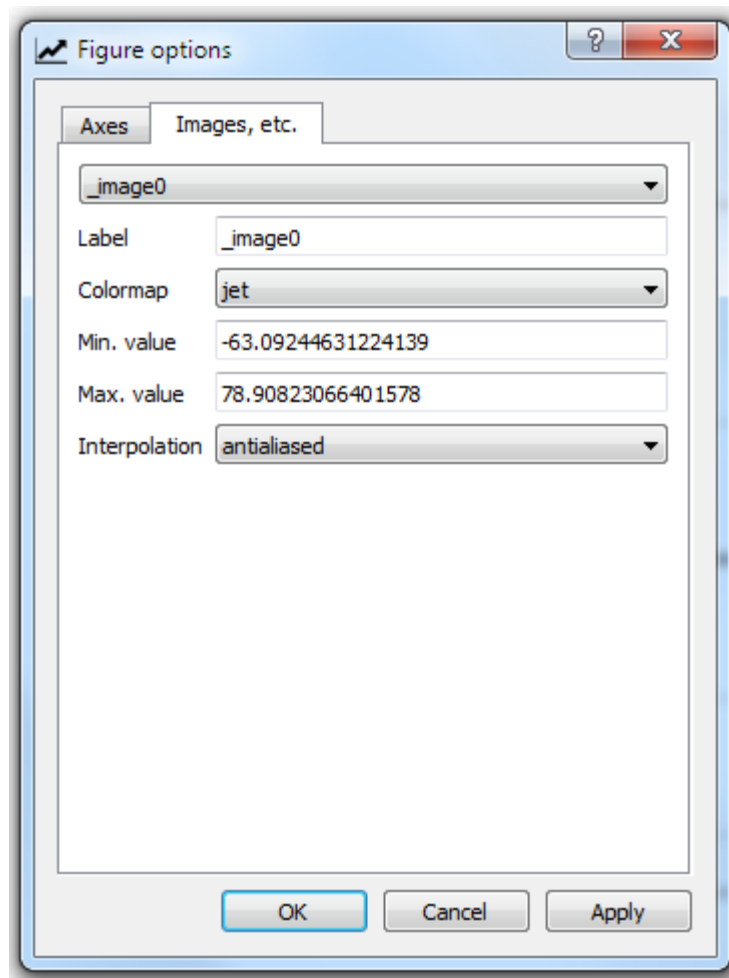 Figure options
Axes Images, etc.
_image0
Label _image0
Colormap jet
Min. value -63.09244631224139
Max. value 78.90823066401578
Interpolation antialiased
OK Cancel Apply